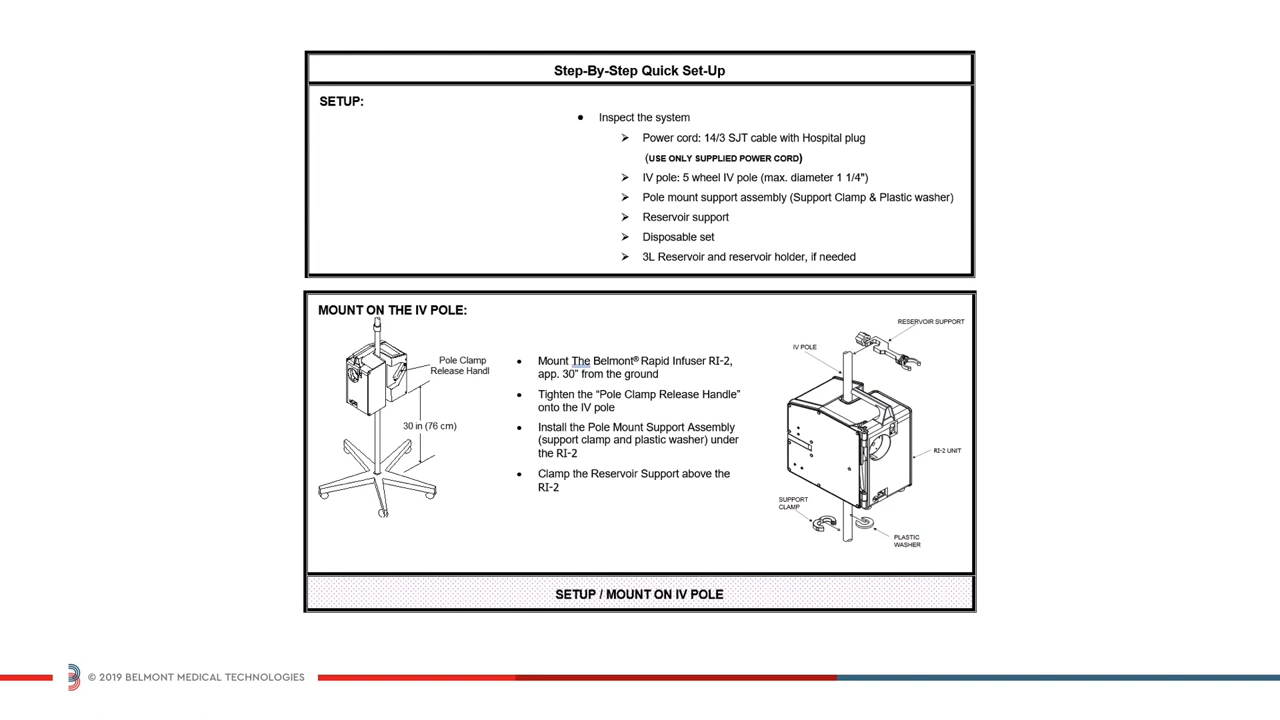 Step-By-Step Quick Set-Up
SETUP:
● Inspect the system
➢ Power cord: 14/3 SJT cable with Hospital plug
(USE ONLY SUPPLIED POWER CORD)
➢ IV pole: 5 wheel IV pole (max. diameter 1 1/4")
➢ Pole mount support assembly (Support Clamp & Plastic washer)
➢ Reservoir support
➢ Disposable set
➢ 3L Reservoir and reservoir holder, if needed
MOUNT ON THE IV POLE:
Pole Clamp
Release Handl
30 in (76 cm)
● Mount The Belmont® Rapid Infuser RI-2,
app. 30” from the ground
● Tighten the “Pole Clamp Release Handle”
onto the IV pole
● Install the Pole Mount Support Assembly
(support clamp and plastic washer) under
the RI-2
● Clamp the Reservoir Support above the
RI-2
RESERVOIR SUPPORT
IV POLE
RI-2 UNIT
SUPPORT
CLAMP
PLASTIC
WASHER
SETUP / MOUNT ON IV POLE
© 2019 BELMONT MEDICAL TECHNOLOGIES